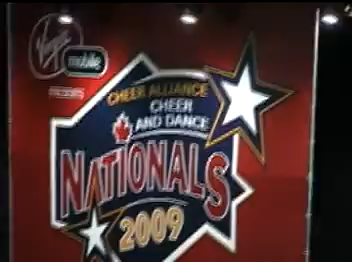 Virgin
mobile
PRESENTS
CHEER ALLIANCE
CHEER
AND DANCE
NATIONALS
2009